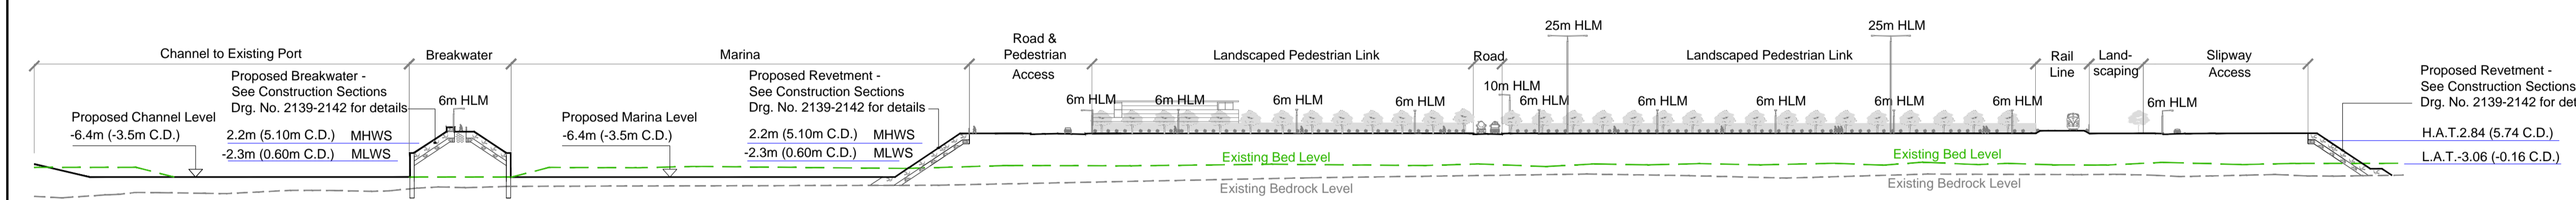 Channel to Existing Port
Breakwater
Marina
Road &
Pedestrian
Access
Landscaped Pedestrian Link
Road
25m HLM
Landscaped Pedestrian Link
25m HLM
Rail
Line
Land-
scaping
Slipway
Access
Proposed Breakwater -
See Construction Sections
Drg. No. 2139-2142 for details
6m HLM
Proposed Channel Level
-6.4m (-3.5m C.D.)
2.2m (5.10m C.D.) MHWS
-2.3m (0.60m C.D.) MLWS
Proposed Marina Level
-6.4m (-3.5m C.D.)
Proposed Revetment -
See Construction Sections
Drg. No. 2139-2142 for details
2.2m (5.10m C.D.) MHWS
-2.3m (0.60m C.D.) MLWS
6m HLM
6m HLM
6m HLM
6m HLM
10m HLM
6m HLM
6m HLM
6m HLM
6m HLM
6m HLM
6m HLM
Existing Bed Level
Existing Bedrock Level
Existing Bed Level
Existing Bedrock Level
Proposed Revetment -
See Construction Sections
Drg. No. 2139-2142 for det
H.A.T.2.84 (5.74 C.D.)
L.A.T.-3.06 (-0.16 C.D.)